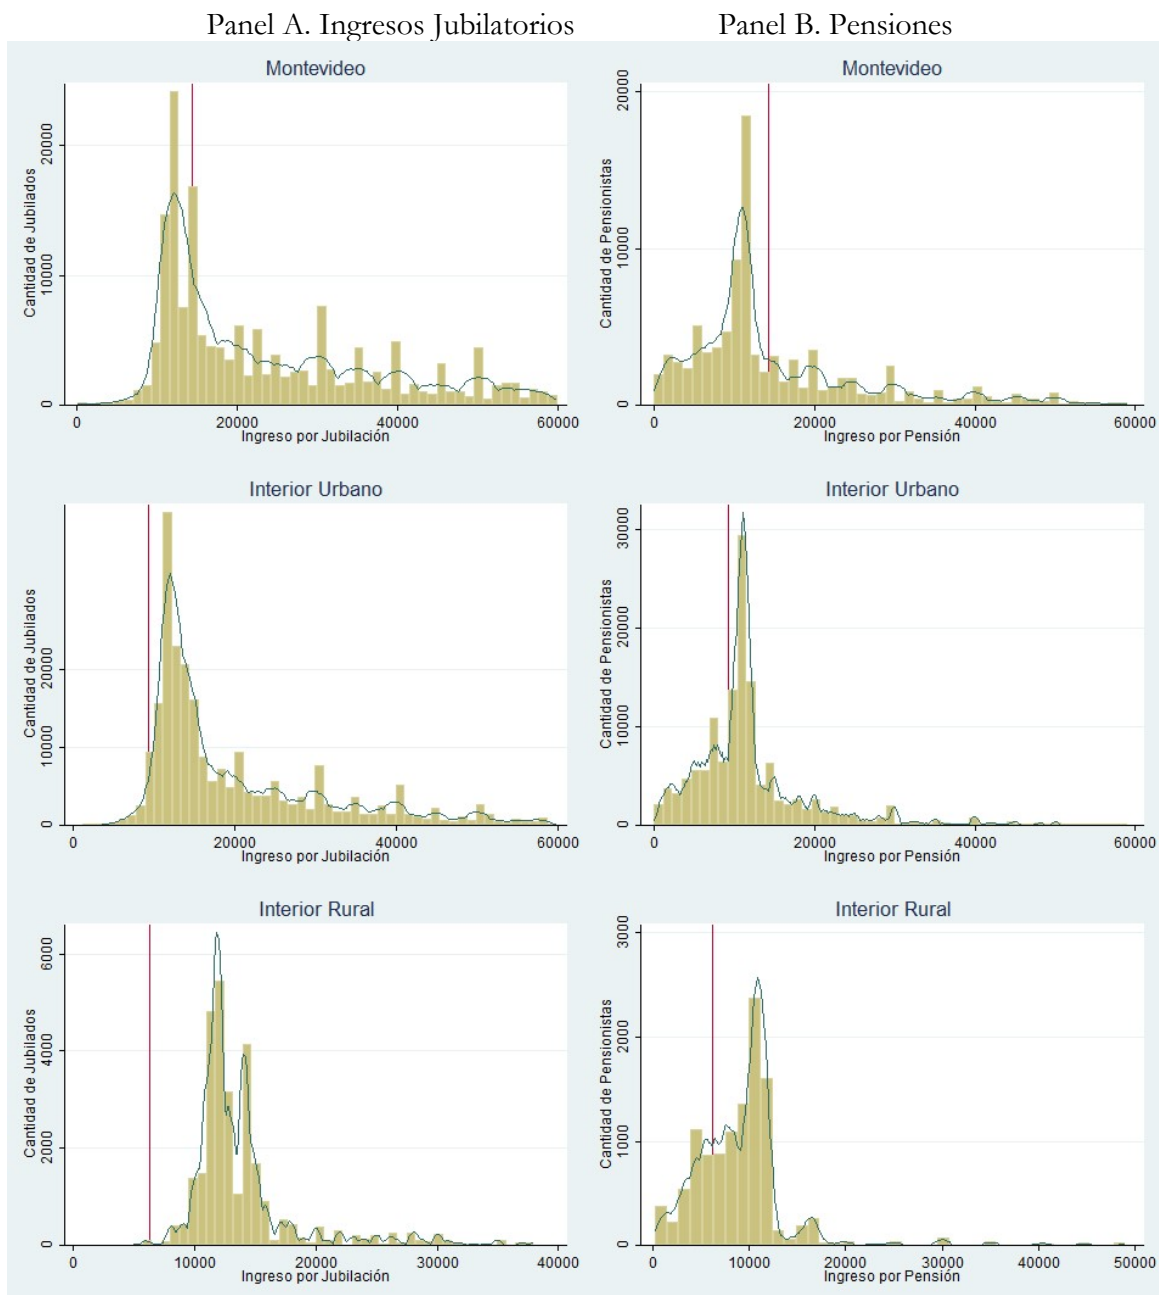 Panel A. Ingresos Jubilatorios
Panel B. Pensiones
Montevideo
Cantidad de Jubilados
20000
10000
0
0 20000 40000 60000
Ingreso por Jubilación
Montevideo
Cantidad de Pensionistas
20000
10000
0
0 20000 40000 60000
Ingreso por Pensión
Interior Urbano
Cantidad de Jubilados
20000
10000
0
0 20000 40000 60000
Ingreso por Jubilación
Interior Urbano
Cantidad de Pensionistas
30000
20000
10000
0
0 20000 40000 60000
Ingreso por Pensión
Interior Rural
Cantidad de Jubilados
6000
4000
2000
0
0 10000 20000 30000 40000
Ingreso por Jubilación
Interior Rural
Cantidad de Pensionistas
3000
2000
1000
0
0 10000 20000 30000 40000 50000
Ingreso por Pensión